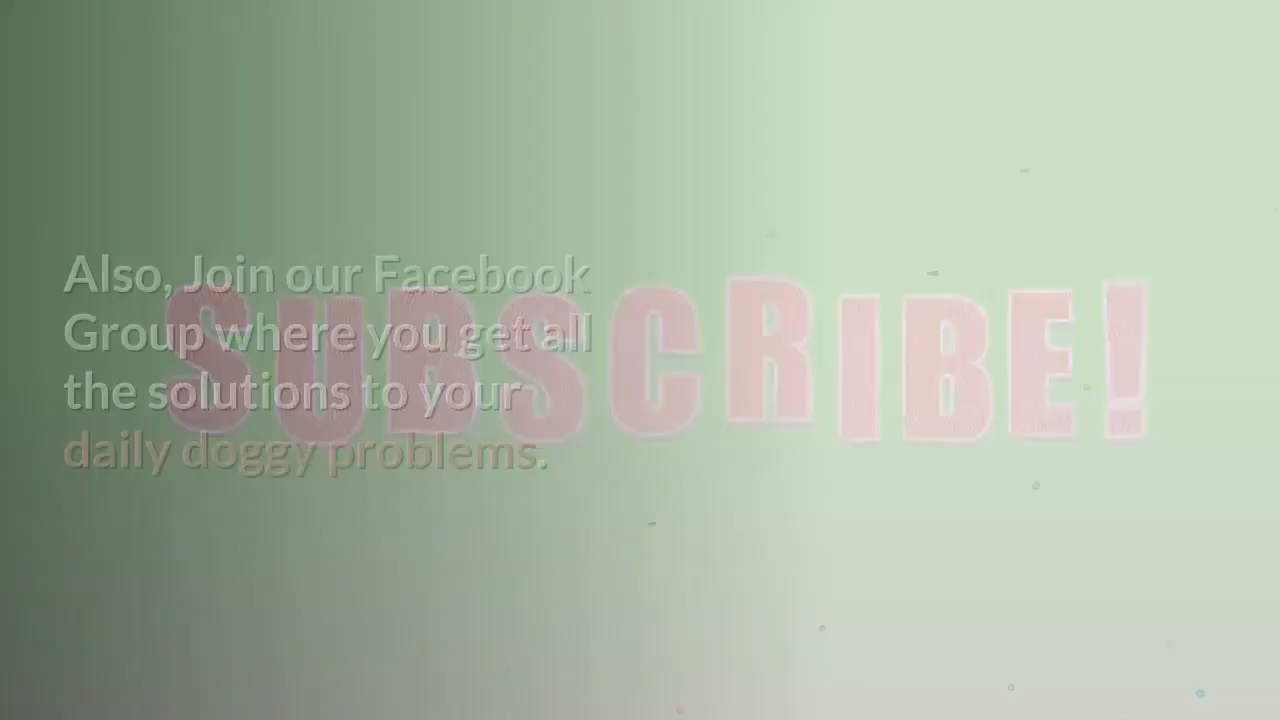 Also, Join our Facebook
Group where you get all
the solutions to your
daily doggy problems.
SUBSCRIBE!